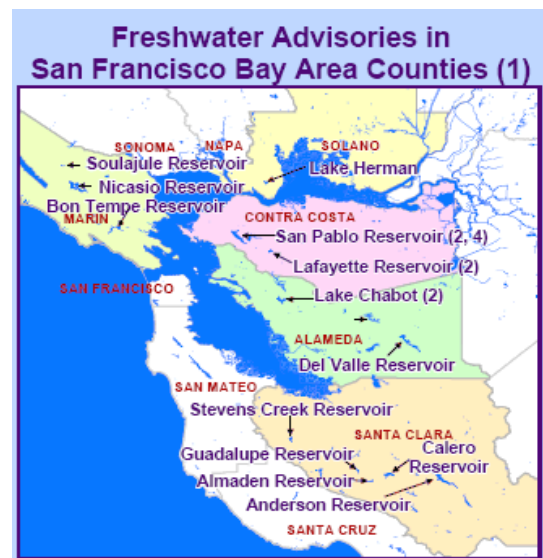 Freshwater Advisories in
San Francisco Bay Area Counties (1)
SONOMA
NAPA
SOLANO
Soulajule Reservoir
Lake Herman
Nicasio Reservoir
Bon Tempe Reservoir
MARIN
CONTRA COSTA
San Pablo Reservoir (2, 4)
Lafayette Reservoir (2)
SAN FRANCISCO
Lake Chabot (2)
ALAMEDA
Del Valle Reservoir
SAN MATEO
Stevens Creek Reservoir
SANTA CLARA
Guadalupe Reservoir
Calero
Reservoir
Almaden Reservoir
Anderson Reservoir
SANTA CRUZ